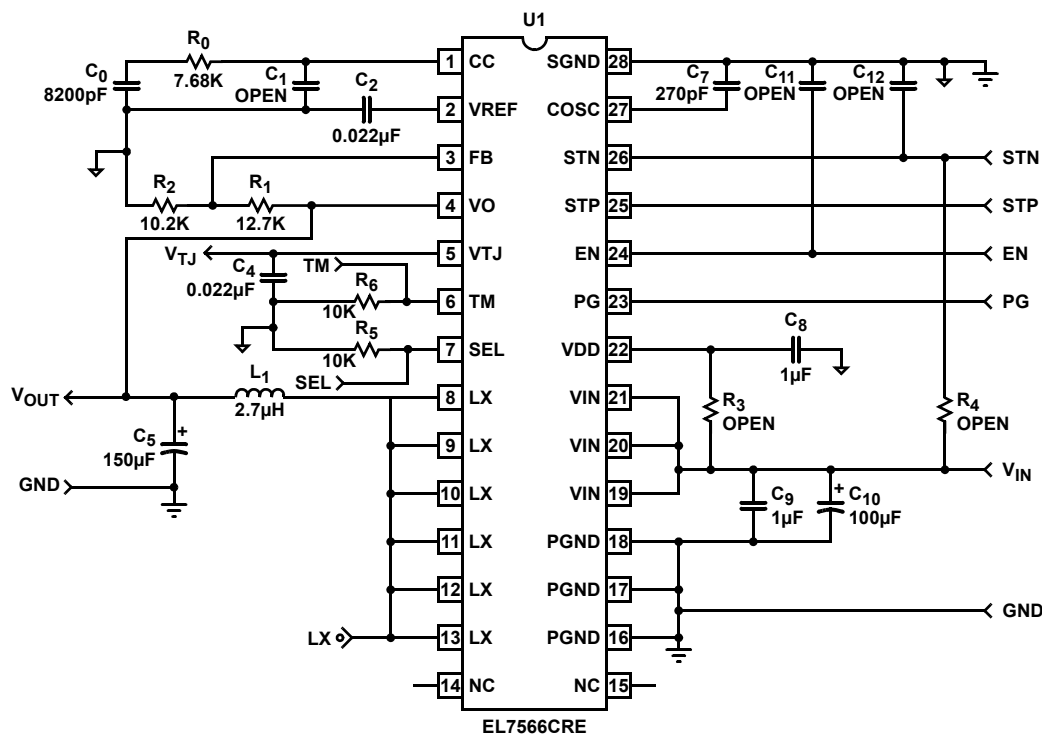 U1
R0
7.68K
C0
8200pF
C1
OPEN
C2
0.022µF
R2
10.2K
R1
12.7K
VTJ
C4
0.022µF
TM
R6
10K
R5
10K
SEL
VOUT
L1
2.7µH
C5
150µF
+
GND
LX
1 CC
2 VREF
3 FB
4 VO
5 VTJ
6 TM
7 SEL
8 LX
9 LX
10 LX
11 LX
12 LX
13 LX
14 NC
SGND 28
COSC 27
STN 26
STP 25
EN 24
PG 23
VDD 22
VIN 21
VIN 20
VIN 19
PGND 18
PGND 17
PGND 16
NC 15
C7
270pF
C11
OPEN
C12
OPEN
STN
STP
EN
PG
C8
1µF
R3
OPEN
R4
OPEN
VIN
C9
1µF
+
C10
100µF
GND
EL7566CRE